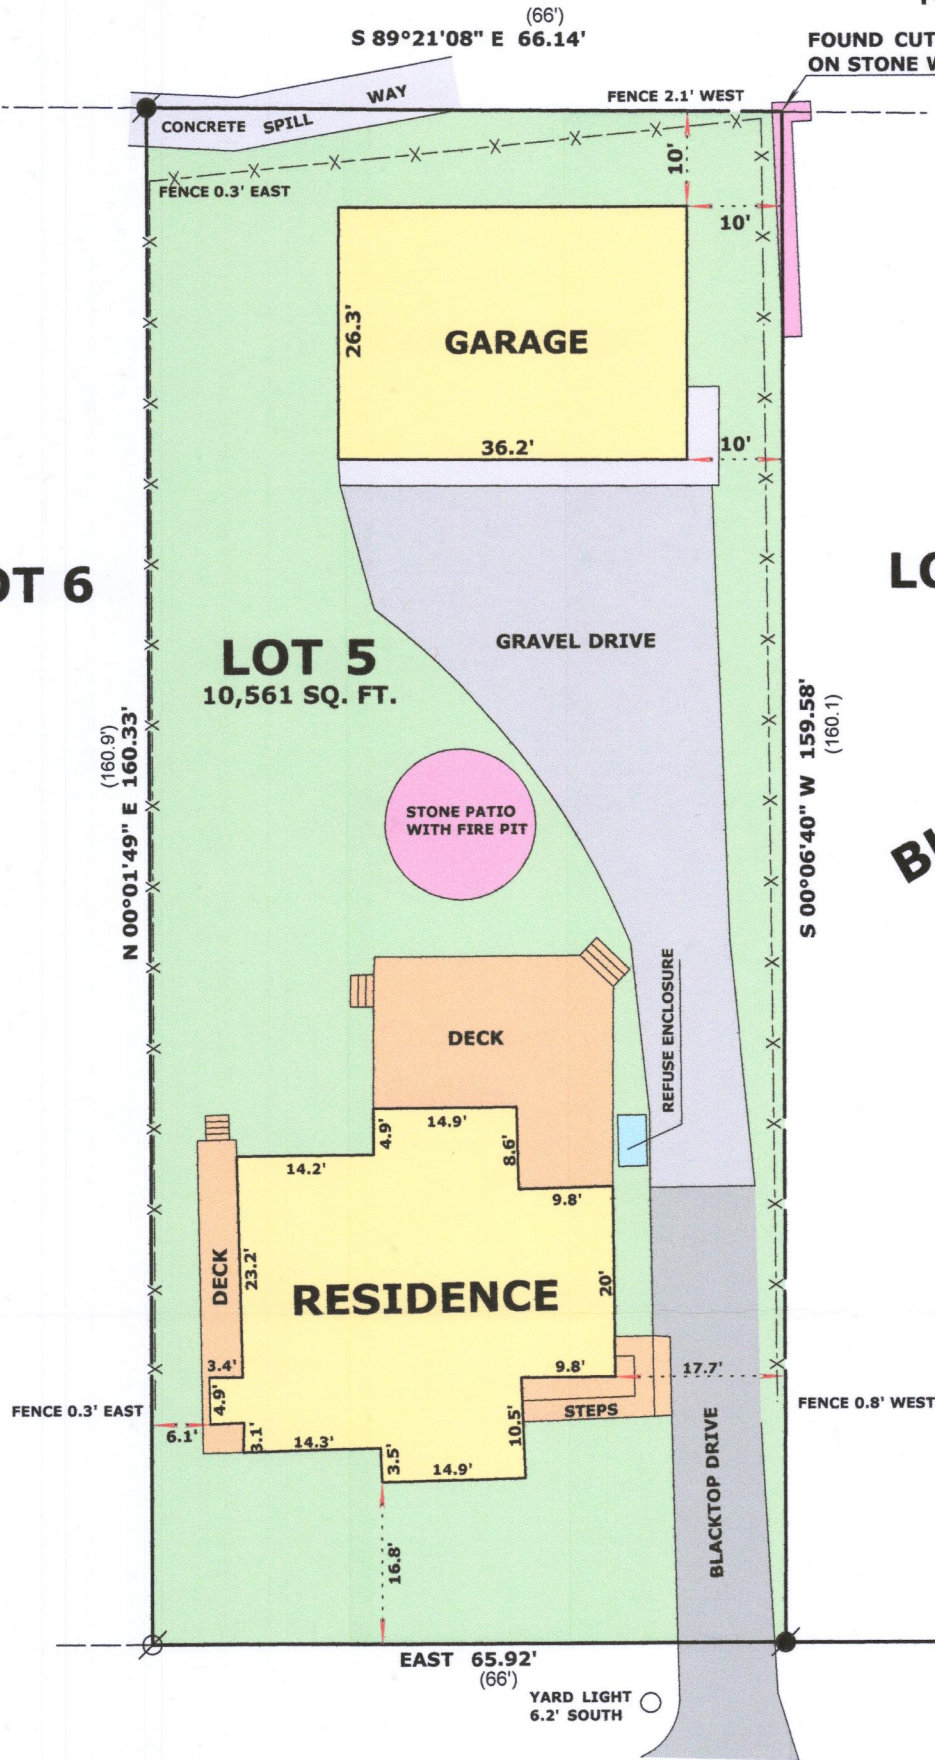 (66')
S 89°21'08" E 66.14'
FOUND CUT
ON STONE W
WAY
FENCE 2.1' WEST
CONCRETE SPILL
10'
FENCE 0.3' EAST
10'
26.3'
GARAGE
36.2'
10'
OT 6
LO
GRAVEL DRIVE
LOT 5
10,561 SQ. FT.
(160.9')
N 00°01'49" E 160.33'
S 00°06'40" W 159.58'
(160.1)
STONE PATIO
WITH FIRE PIT
REFUSE ENCLOSURE
DECK
14.9'
4.9'
8.6'
14.2'
9.8'
DECK
23.2'
RESIDENCE
20'
3.4'
9.8'
17.7'
4.9'
FENCE 0.3' EAST
FENCE 0.8' WEST
STEPS
6.1'
3.1'
14.3'
10.5'
3.5'
14.9'
BLACKTOP DRIVE
16.8'
EAST 65.92'
(66')
YARD LIGHT
6.2' SOUTH